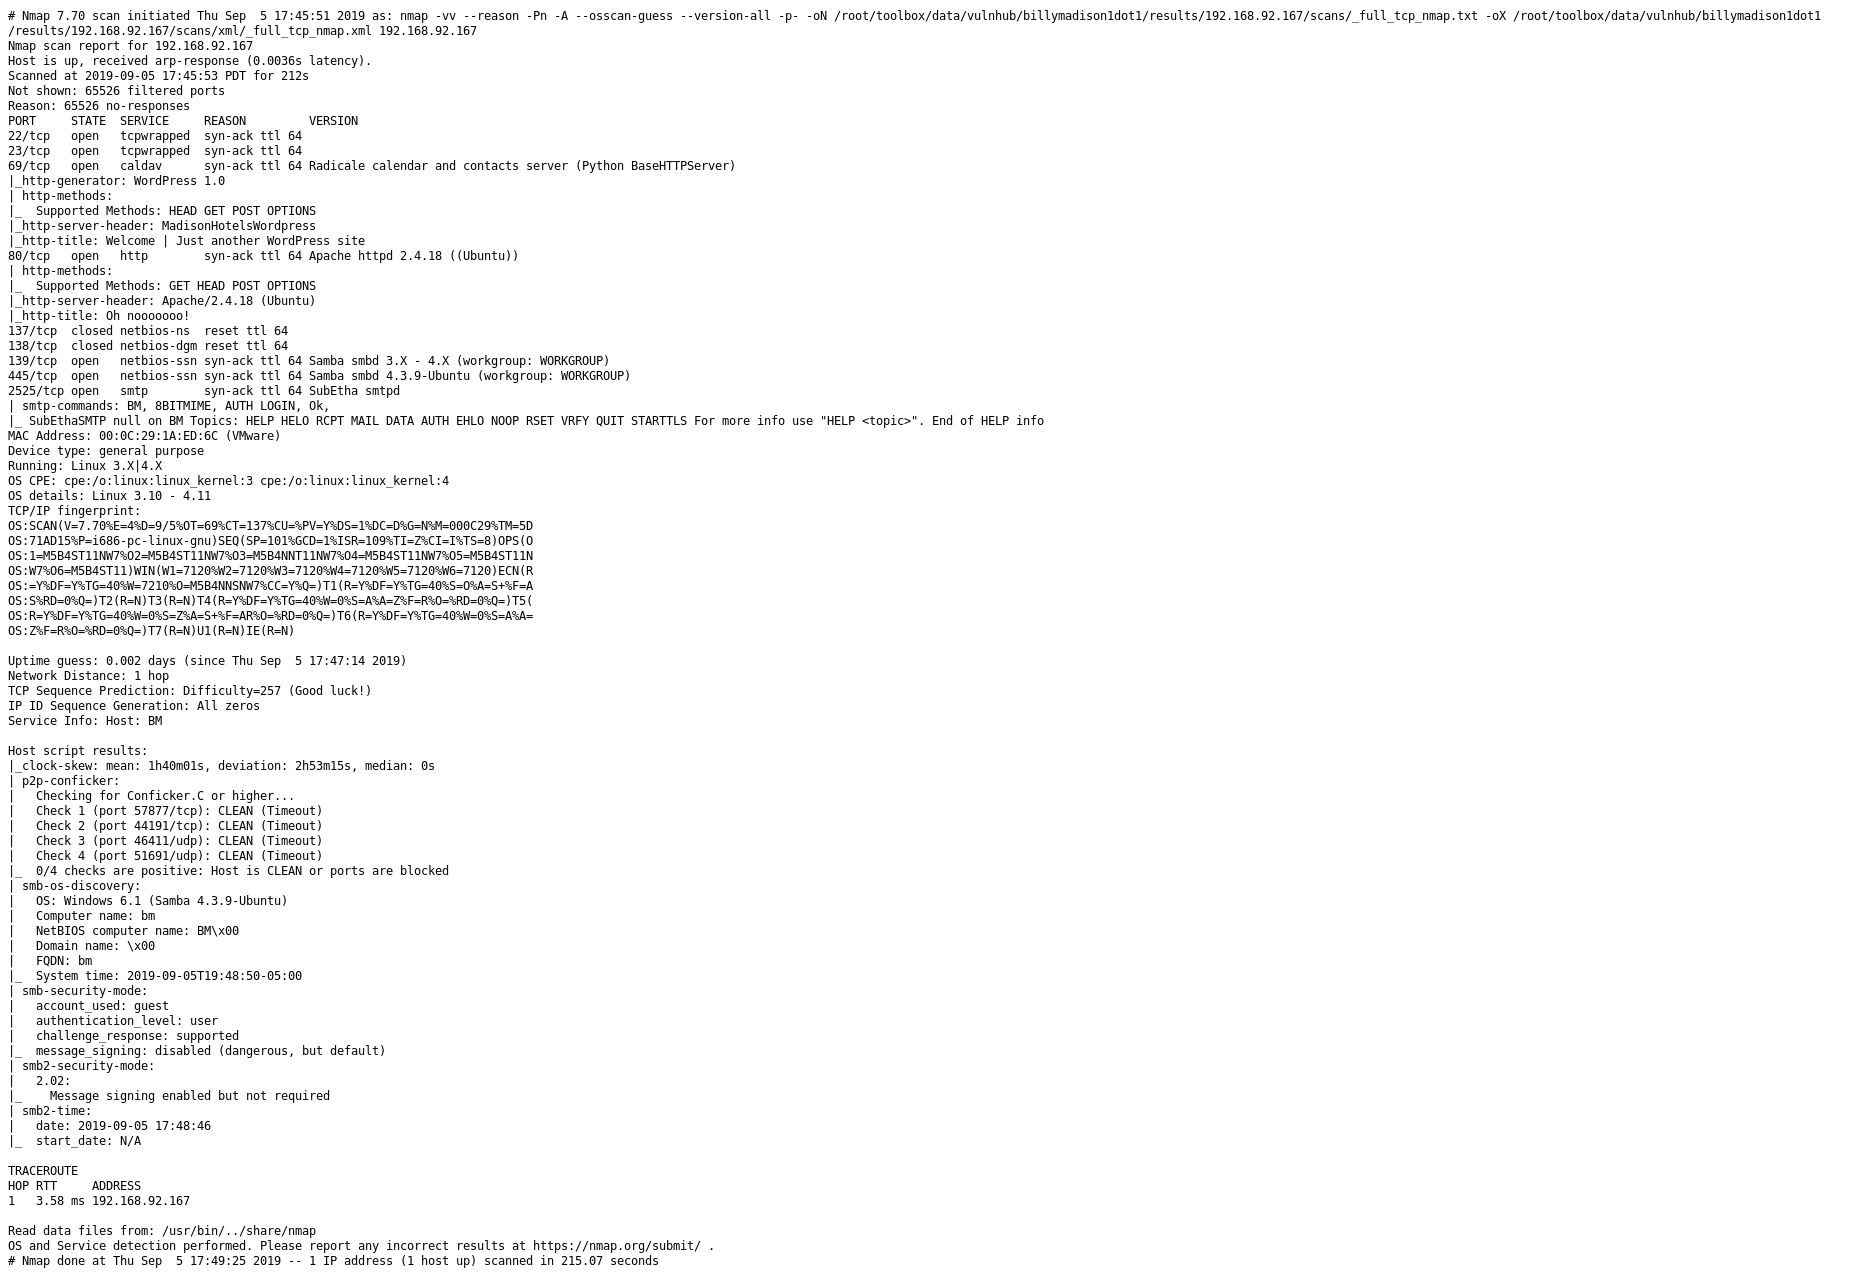 # Nmap 7.70 scan initiated Thu Sep  5 17:45:51 2019 as: nmap -vv --reason -Pn -A --osscan-guess --version-all -p- -oN /root/toolbox/data/vulnhub/billymadison1dot1/results/192.168.92.167/scans/_full_tcp_nmap.txt -oX /root/toolbox/data/vulnhub/billymadison1dot1
/results/192.168.92.167/scans/xml/_full_tcp_nmap.xml 192.168.92.167
Nmap scan report for 192.168.92.167
Host is up, received arp-response (0.0036s latency).
Scanned at 2019-09-05 17:45:53 PDT for 212s
Not shown: 65526 filtered ports
Reason: 65526 no-responses
PORT     STATE  SERVICE     REASON         VERSION
22/tcp   open   tcpwrapped  syn-ack ttl 64
23/tcp   open   tcpwrapped  syn-ack ttl 64
69/tcp   open   caldav      syn-ack ttl 64 Radicale calendar and contacts server (Python BaseHTTPServer)
|_http-generator: WordPress 1.0
| http-methods:
|_  Supported Methods: HEAD GET POST OPTIONS
|_http-server-header: MadisonHotelsWordpress
|_http-title: Welcome | Just another WordPress site
80/tcp   open   http        syn-ack ttl 64 Apache httpd 2.4.18 ((Ubuntu))
| http-methods:
|_  Supported Methods: GET HEAD POST OPTIONS
|_http-server-header: Apache/2.4.18 (Ubuntu)
|_http-title: Oh nooooooo!
137/tcp  closed netbios-ns  reset ttl 64
138/tcp  closed netbios-dgm reset ttl 64
139/tcp  open   netbios-ssn syn-ack ttl 64 Samba smbd 3.X - 4.X (workgroup: WORKGROUP)
445/tcp  open   netbios-ssn syn-ack ttl 64 Samba smbd 4.3.9-Ubuntu (workgroup: WORKGROUP)
2525/tcp open   smtp        syn-ack ttl 64 SubEtha smtpd
| smtp-commands: BM, 8BITMIME, AUTH LOGIN, Ok,
|_ SubEthaSMTP null on BM Topics: HELP HELO RCPT MAIL DATA AUTH EHLO NOOP RSET VRFY QUIT STARTTLS For more info use "HELP <topic>". End of HELP info
MAC Address: 00:0C:29:1A:ED:6C (VMware)
Device type: general purpose
Running: Linux 3.X|4.X
OS CPE: cpe:/o:linux:linux_kernel:3 cpe:/o:linux:linux_kernel:4
OS details: Linux 3.10 - 4.11
TCP/IP fingerprint:
OS:SCAN(V=7.70%E=4%D=9/5%OT=69%CT=137%CU=%PV=Y%DS=1%DC=D%G=N%M=000C29%TM=5D
OS:71AD15%P=i686-pc-linux-gnu)SEQ(SP=101%GCD=1%ISR=109%TI=Z%CI=I%TS=8)OPS(O
OS:1=M5B4ST11NW7%O2=M5B4ST11NW7%O3=M5B4NNT11NW7%O4=M5B4ST11NW7%O5=M5B4ST11N
OS:W7%O6=M5B4ST11)WIN(W1=7120%W2=7120%W3=7120%W4=7120%W5=7120%W6=7120)ECN(R
OS:=Y%DF=Y%TG=40%W=7210%O=M5B4NNSNW7%CC=Y%Q=)T1(R=Y%DF=Y%TG=40%S=O%A=S+%F=A
OS:S%RD=0%Q=)T2(R=N)T3(R=N)T4(R=Y%DF=Y%TG=40%W=0%S=A%A=Z%F=R%O=%RD=0%Q=)T5(
OS:R=Y%DF=Y%TG=40%W=0%S=Z%A=S+%F=AR%O=%RD=0%Q=)T6(R=Y%DF=Y%TG=40%W=0%S=A%A=
OS:Z%F=R%O=%RD=0%Q=)T7(R=N)U1(R=N)IE(R=N)

Uptime guess: 0.002 days (since Thu Sep  5 17:47:14 2019)
Network Distance: 1 hop
TCP Sequence Prediction: Difficulty=257 (Good luck!)
IP ID Sequence Generation: All zeros
Service Info: Host: BM

Host script results:
|_clock-skew: mean: 1h40m01s, deviation: 2h53m15s, median: 0s
| p2p-conficker:
|   Checking for Conficker.C or higher...
|   Check 1 (port 57877/tcp): CLEAN (Timeout)
|   Check 2 (port 44191/tcp): CLEAN (Timeout)
|   Check 3 (port 46411/udp): CLEAN (Timeout)
|   Check 4 (port 51691/udp): CLEAN (Timeout)
|_  0/4 checks are positive: Host is CLEAN or ports are blocked
| smb-os-discovery:
|   OS: Windows 6.1 (Samba 4.3.9-Ubuntu)
|   Computer name: bm
|   NetBIOS computer name: BM\x00
|   Domain name: \x00
|   FQDN: bm
|_  System time: 2019-09-05T19:48:50-05:00
| smb-security-mode:
|   account_used: guest
|   authentication_level: user
|   challenge_response: supported
|_  message_signing: disabled (dangerous, but default)
| smb2-security-mode:
|   2.02:
|_    Message signing enabled but not required
| smb2-time:
|   date: 2019-09-05 17:48:46
|_  start_date: N/A

TRACEROUTE
HOP RTT     ADDRESS
1   3.58 ms 192.168.92.167

Read data files from: /usr/bin/../share/nmap
OS and Service detection performed. Please report any incorrect results at https://nmap.org/submit/ .
# Nmap done at Thu Sep  5 17:49:25 2019 -- 1 IP address (1 host up) scanned in 215.07 seconds